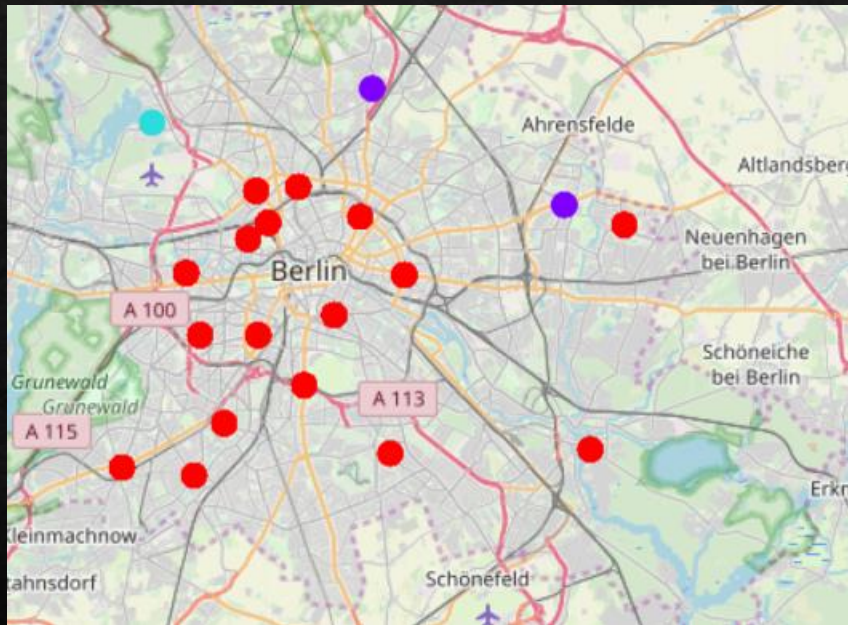 Ahrensfelde
Altlandsberg
Neuenhagen
bei Berlin
Berlin
A 100
Schöneiche
bei Berlin
Grunewald
Grunewald
A 113
A 115
Erkn
Kleinmachnow
Schönefeld
tahnsdorf